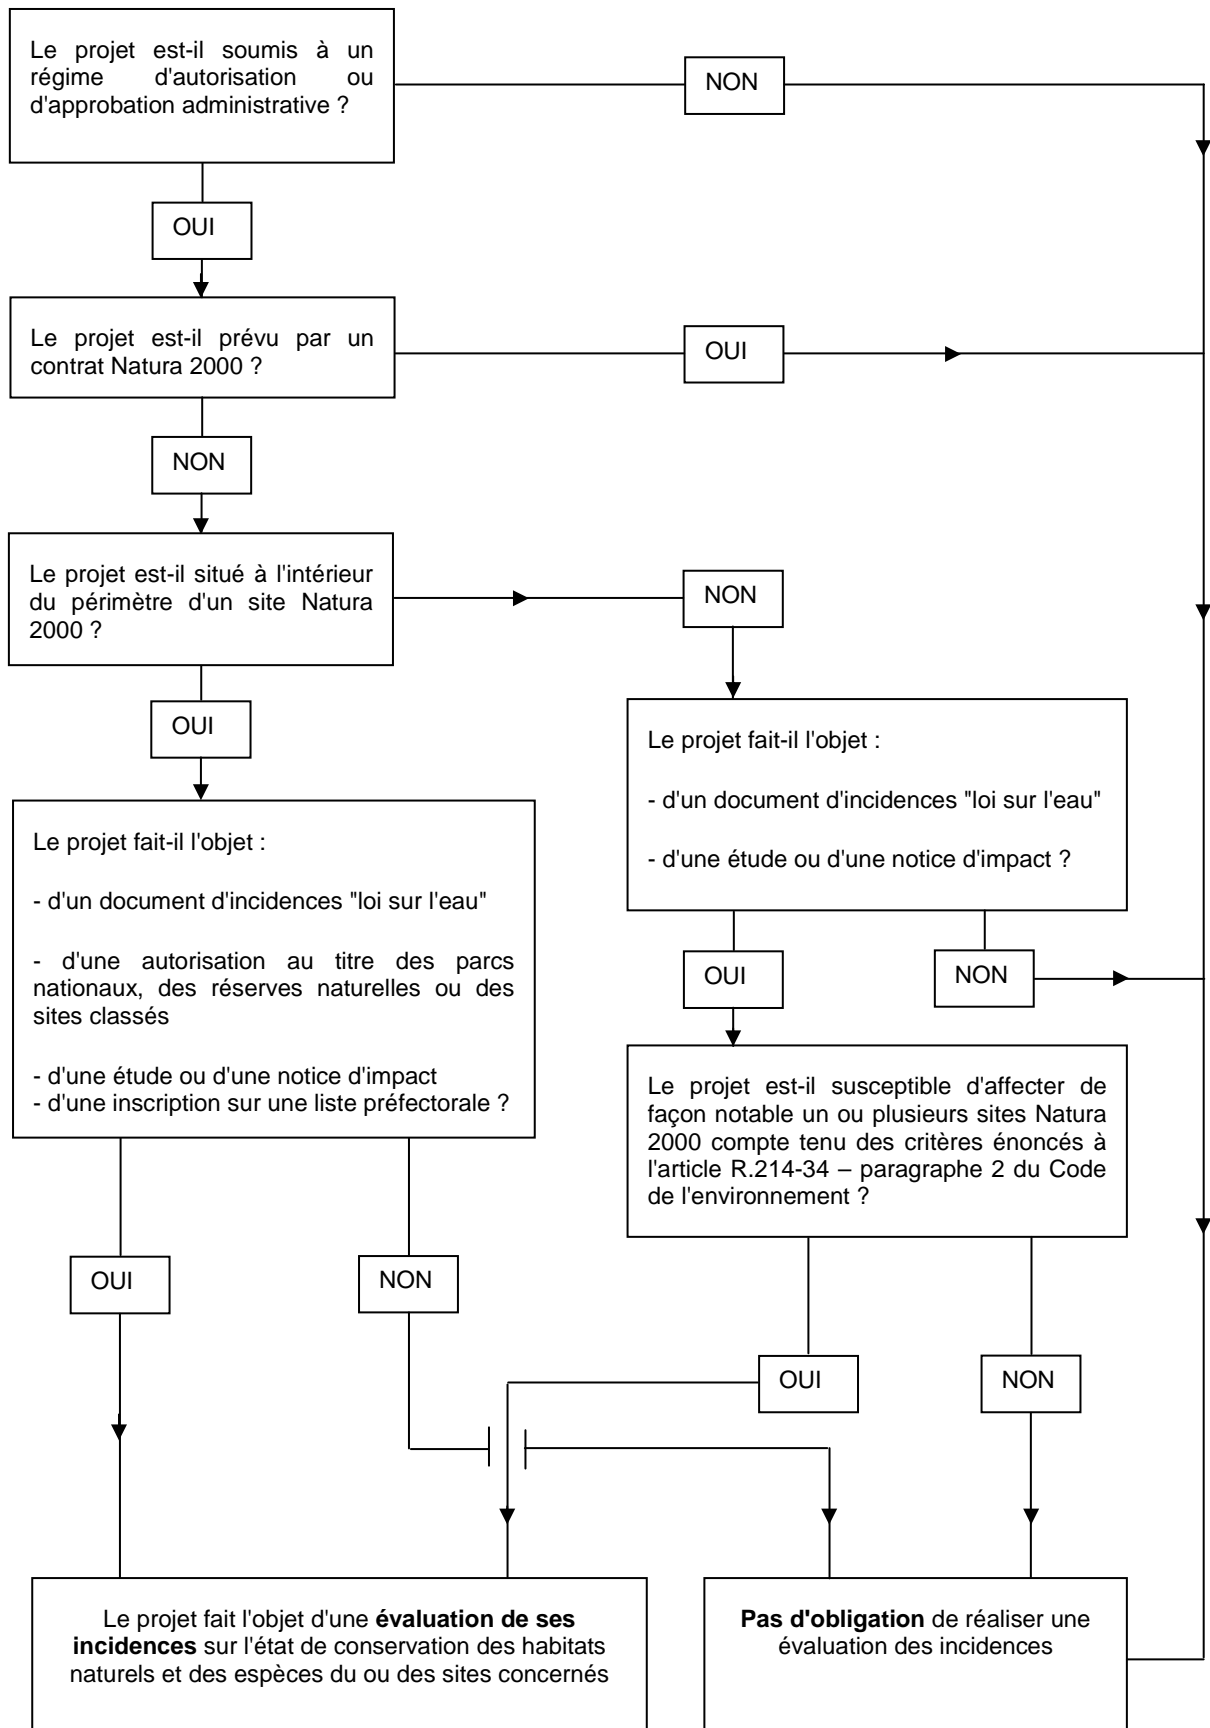 Le projet est-il soumis à un
régime d'autorisation ou
d'approbation administrative ?
NON
OUI
Le projet est-il prévu par un
contrat Natura 2000 ?
OUI
NON
Le projet est-il situé à l'intérieur
du périmètre d'un site Natura
2000 ?
NON
OUI
Le projet fait-il l'objet :
- d'un document d'incidences "loi sur l'eau"
- d'une étude ou d'une notice d'impact ?
Le projet fait-il l'objet :
- d'un document d'incidences "loi sur l'eau"
- d'une autorisation au titre des parcs
nationaux, des réserves naturelles ou des
sites classés
- d'une étude ou d'une notice d'impact
- d'une inscription sur une liste préfectorale ?
OUI
NON
Le projet est-il susceptible d'affecter de
façon notable un ou plusieurs sites Natura
2000 compte tenu des critères énoncés à
l'article R.214-34 – paragraphe 2 du Code
de l'environnement ?
OUI
NON
OUI
NON
Le projet fait l'objet d'une évaluation de ses
incidences sur l'état de conservation des habitats
naturels et des espèces du ou des sites concernés
Pas d'obligation de réaliser une
évaluation des incidences